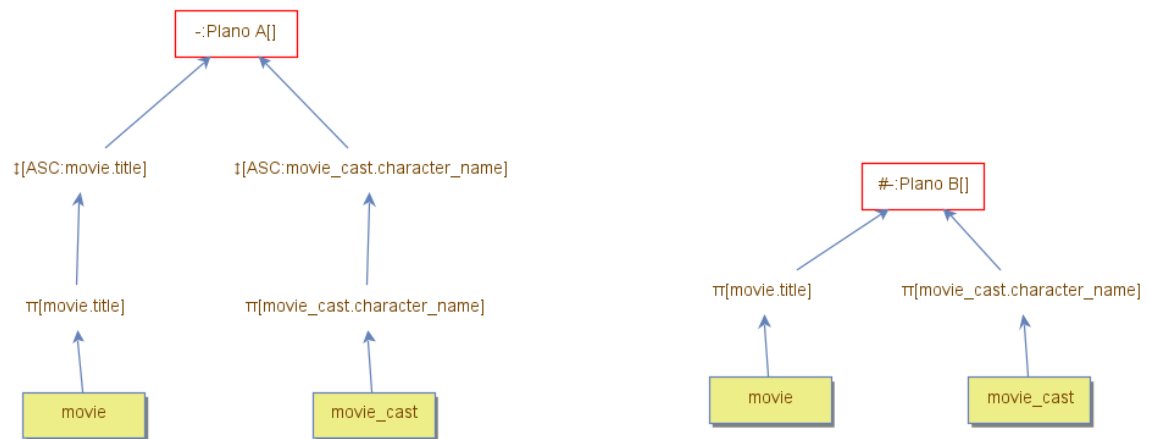 -:Plano A[]
↕[ASC:movie.title]
↕[ASC:movie_cast.character_name]
π[movie.title]
π[movie_cast.character_name]
movie
movie_cast
#-:Plano B[]
π[movie.title]
π[movie_cast.character_name]
movie
movie_cast